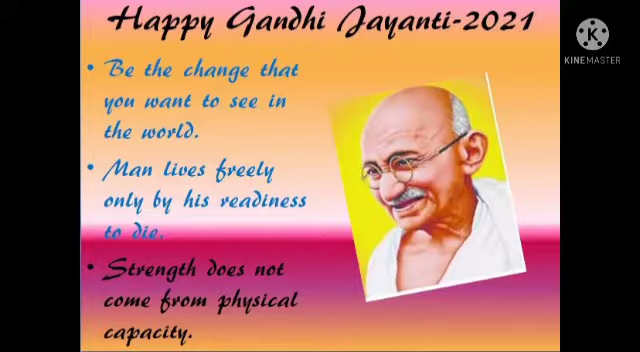 Happy Gandhi Jayanti-2021
KINEMASTER
• Be the change that
you want to see in
the world.
• Man lives freely
only by his readiness
to die.
• Strength does not
come from physical
capacity.